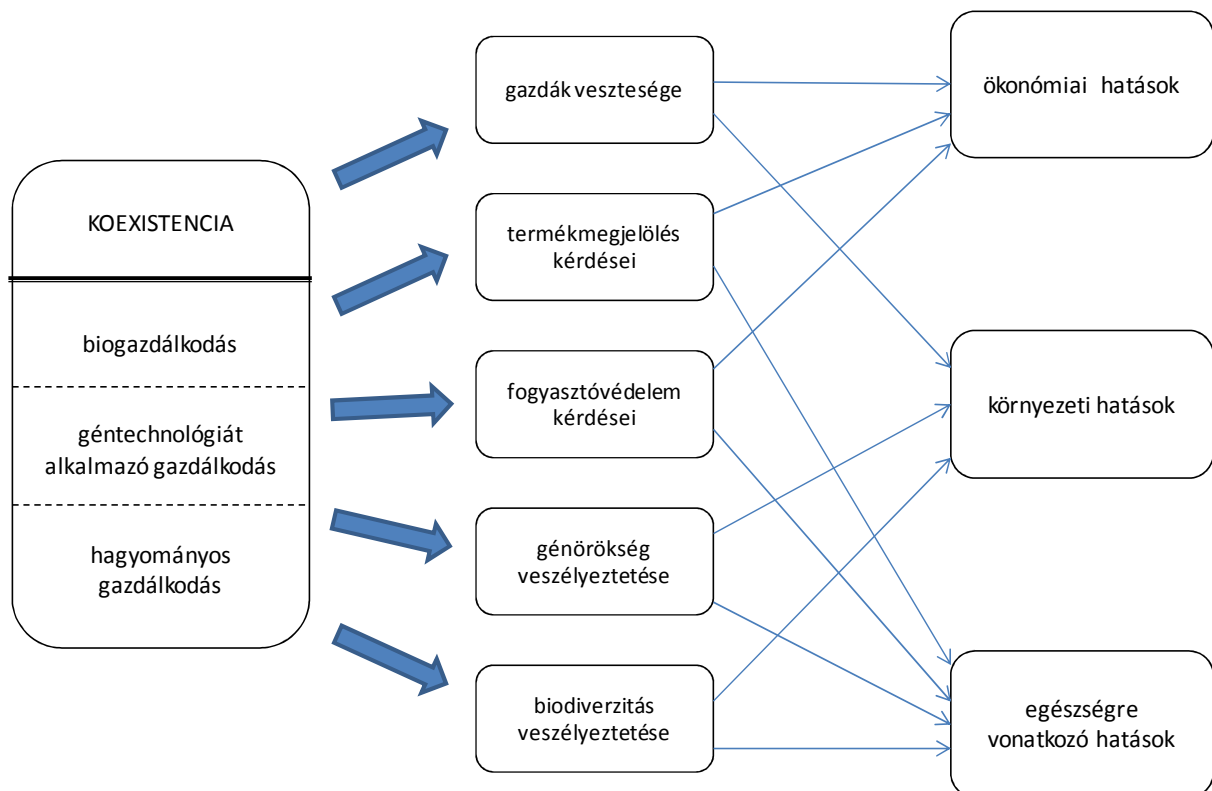 KOEXISTENCIA
biogazdálkodás
géntechnológiát
alkalmazó gazdálkodás
hagyományos
gazdálkodás
gazdák vesztesége
termékmegjelölés
kérdései
fogyasztóvédelem
kérdései
génörökség
veszélyeztetése
biodiverzitás
veszélyeztetése
ökonómiai hatások
környezeti hatások
egészségre
vonatkozó hatások